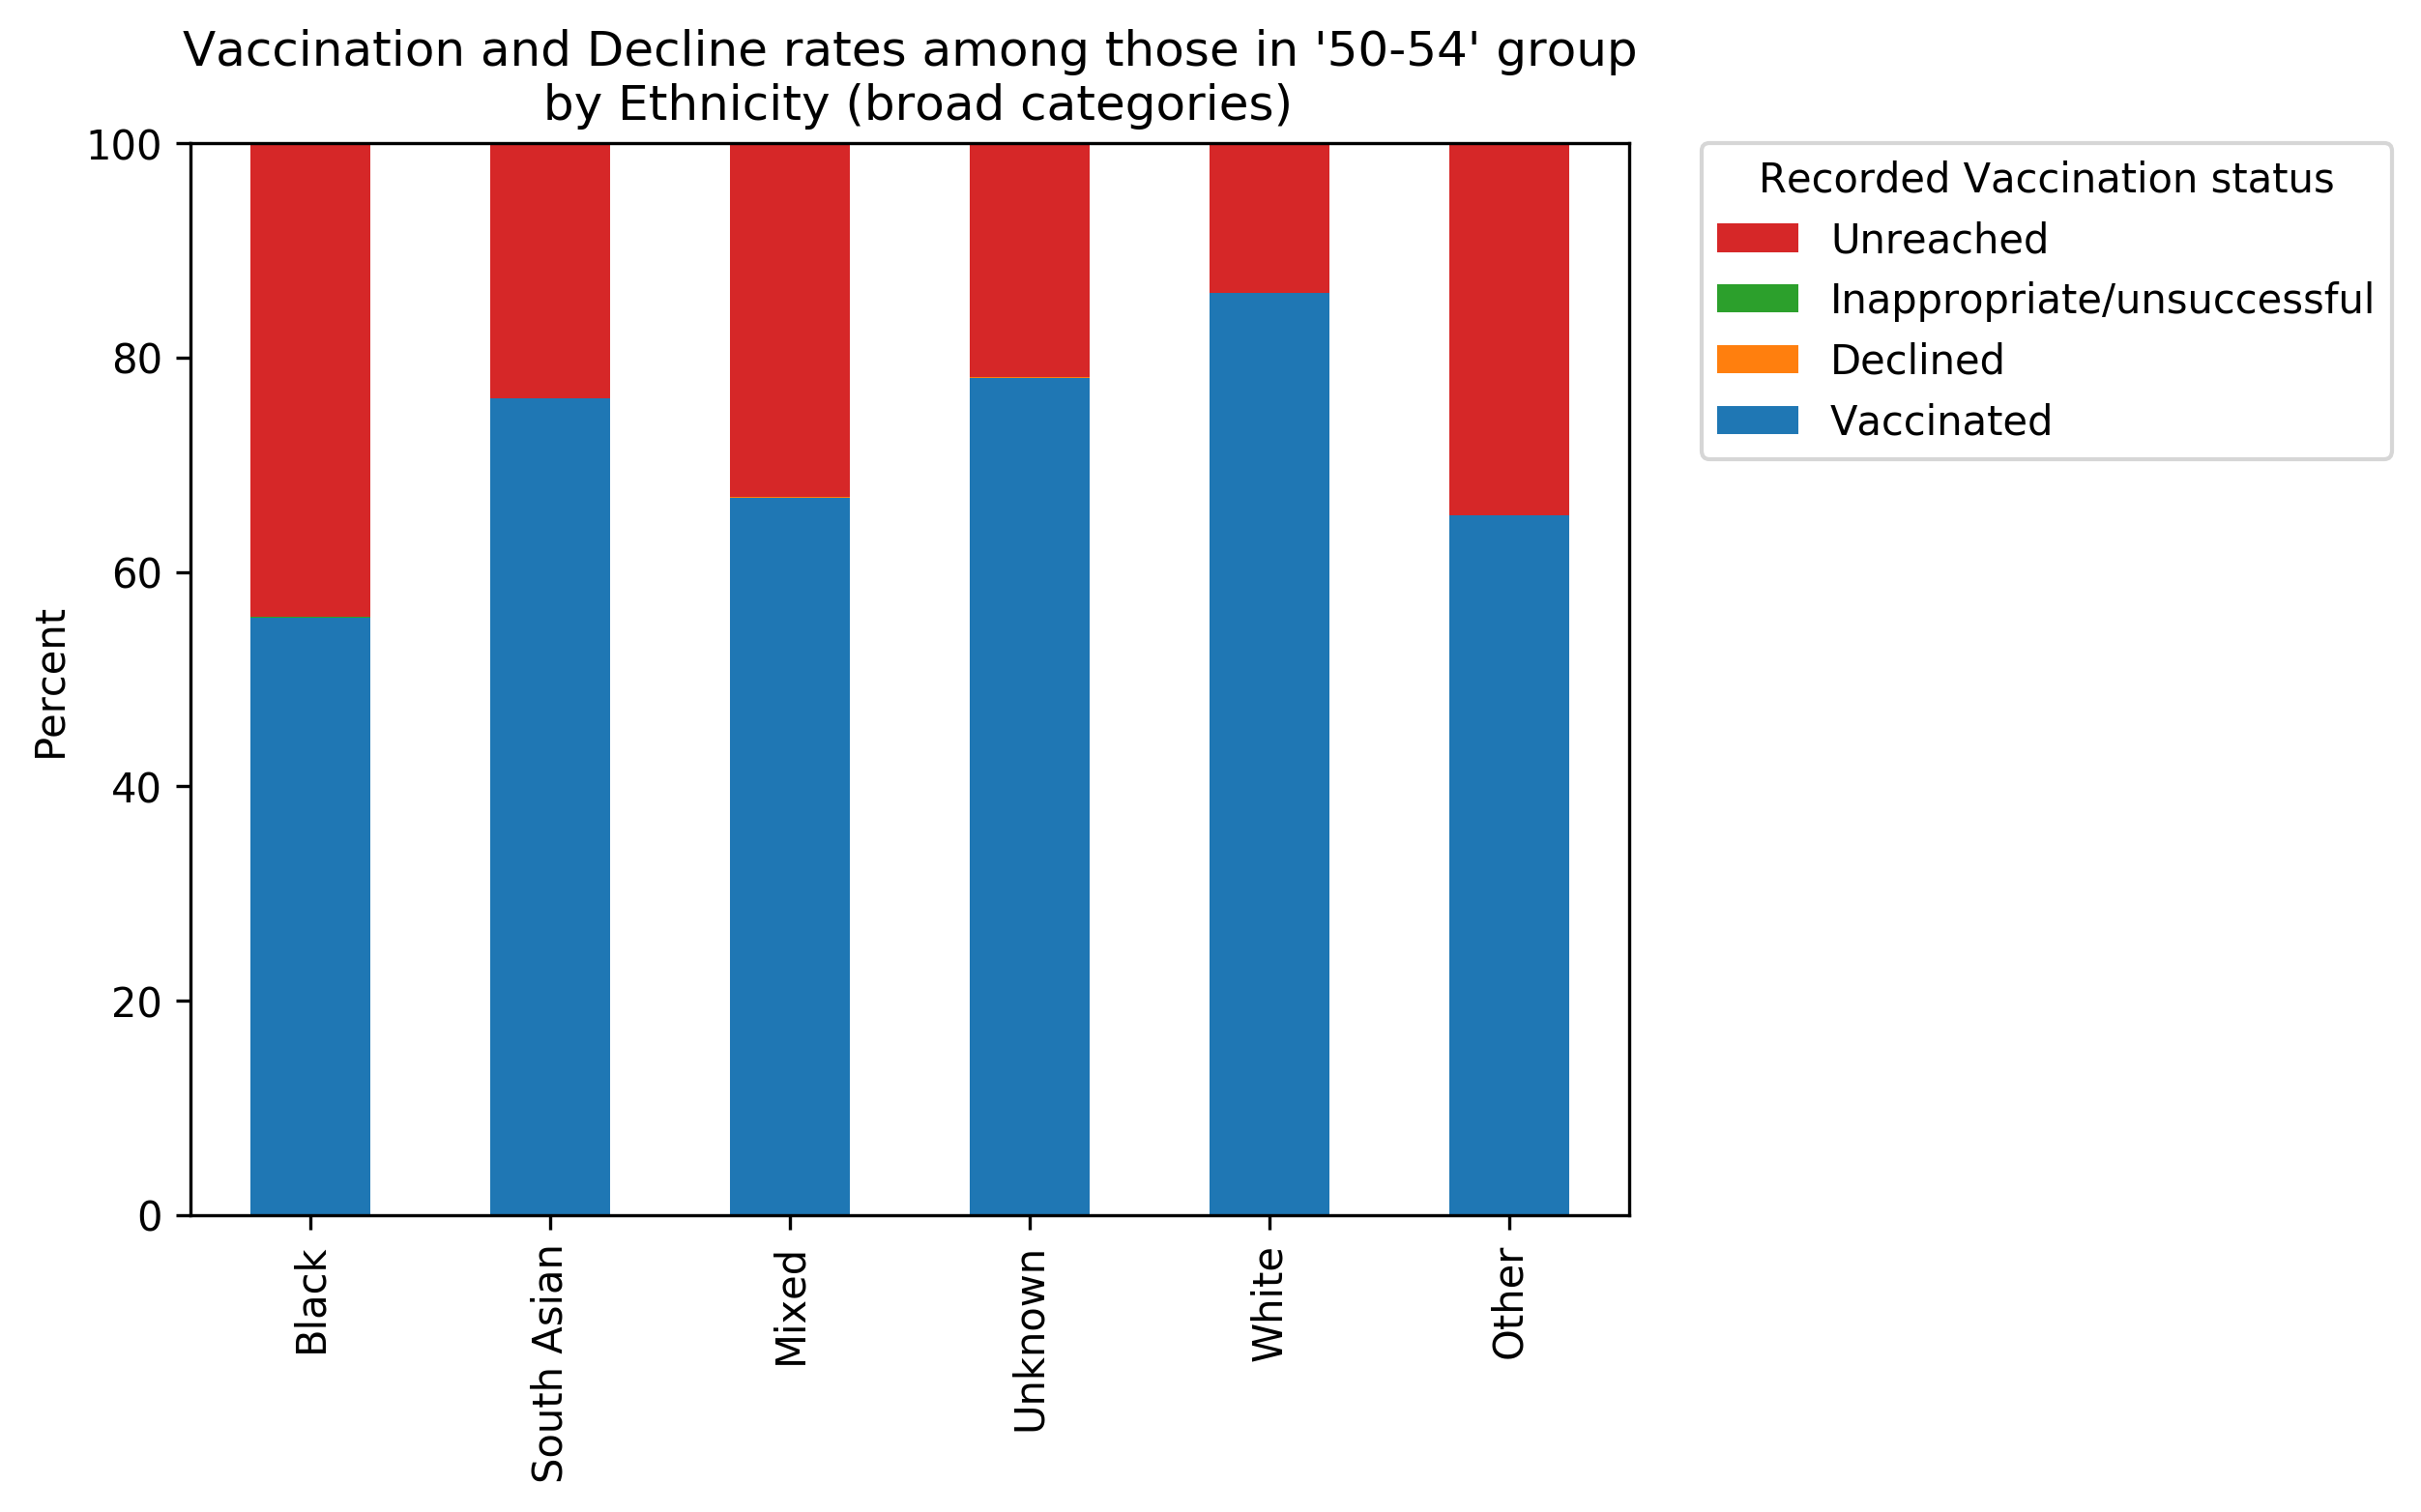 Vaccination and Decline rates among those in '50-54' group
by Ethnicity (broad categories)
100
80
60
40
20
0
Percent
Black
South Asian
Mixed
Unknown
White
Other
Recorded Vaccination status
Unreached
Inappropriate/unsuccessful
Declined
Vaccinated